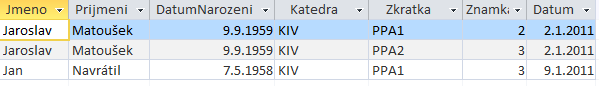 Jmeno Prijmeni DatumNarozeni Katedra Zkratka Znamka Datum
Jaroslav Matoušek 9.9.1959 KIV PPA1 2 2.1.2011
Jaroslav Matoušek 9.9.1959 KIV PPA2 3 2.1.2011
Jan Navrátil 7.5.1958 KIV PPA1 3 9.1.2011